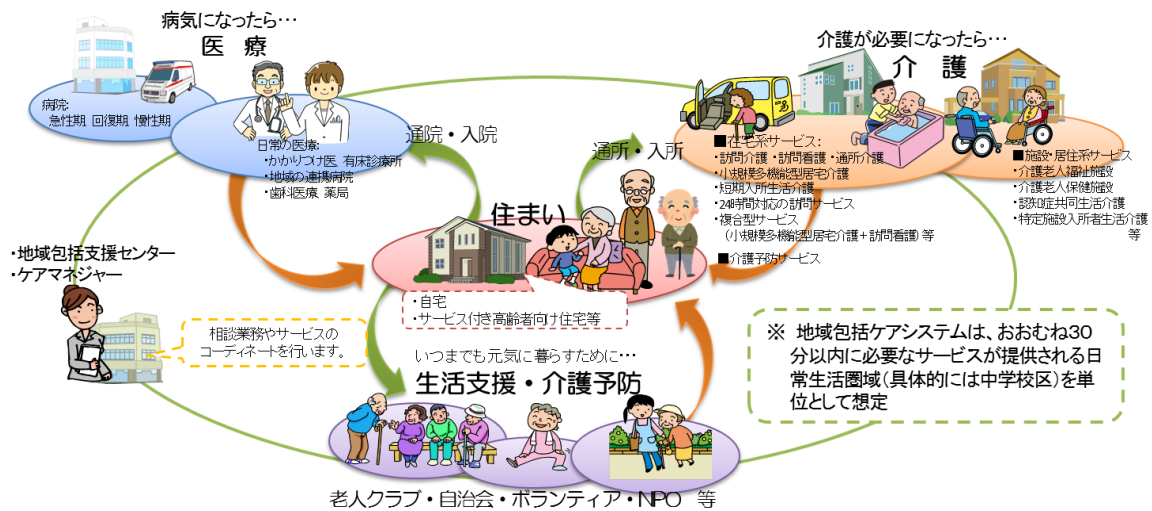 病気になったら･･･
医　療
病院:
急性期、回復期、慢性期
日常の医療:
・かかりつけ医、有床診療所
・地域の連携病院
・歯科医療、薬局
通院・入院
介護が必要になったら･･･
介　護
通所・入所
■在宅系サービス:
・訪問介護・訪問看護・通所介護
・小規模多機能型居宅介護
・短期入所生活介護
・24時間対応の訪問サービス
・複合型サービス
（小規模多機能型居宅介護＋訪問看護）等
■介護予防サービス
■施設・居住系サービス
・介護老人福祉施設
・介護老人保健施設
・認知症共同生活介護
・特定施設入所者生活介護
等
住まい
・自宅
・サービス付き高齢者向け住宅等
・地域包括支援センター
・ケアマネジャー
相談業務やサービスの
コーディネートを行います。
いつまでも元気に暮らすために･･･
生活支援・介護予防
老人クラブ・自治会・ボランティア・NPO　等
※ 地域包括ケアシステムは、おおむね30
分以内に必要なサービスが提供される日
常生活圏域（具体的には中学校区）を単
位として想定